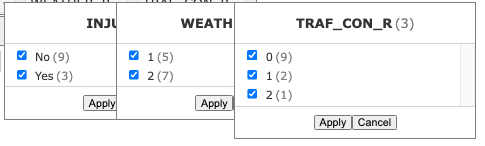 INJU
No (9)
Yes (3)
Apply
WEATH
1 (5)
2 (7)
Apply
TRAF_CON_R (3)
0 (9)
1 (2)
2 (1)
Apply Cancel